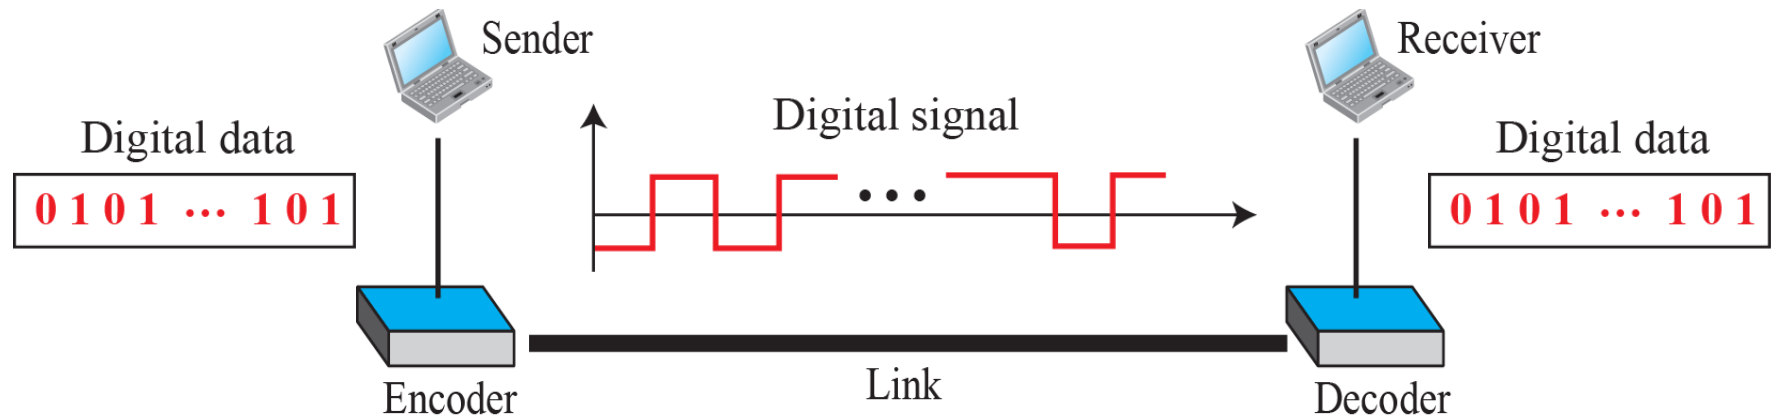 Sender
Receiver
Digital data
Digital signal
Digital data
0 1 0 1 ... 1 0 1
0 1 0 1 ... 1 0 1
Encoder
Link
Decoder